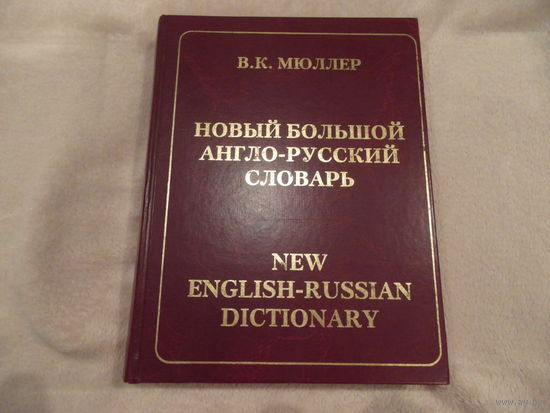 В.К. МЮЛЛЕР
НОВЫЙ БОЛЬШОЙ
АНГЛО-РУССКИЙ
СЛОВАРЬ
NEW
ENGLISH-RUSSIAN
DICTIONARY